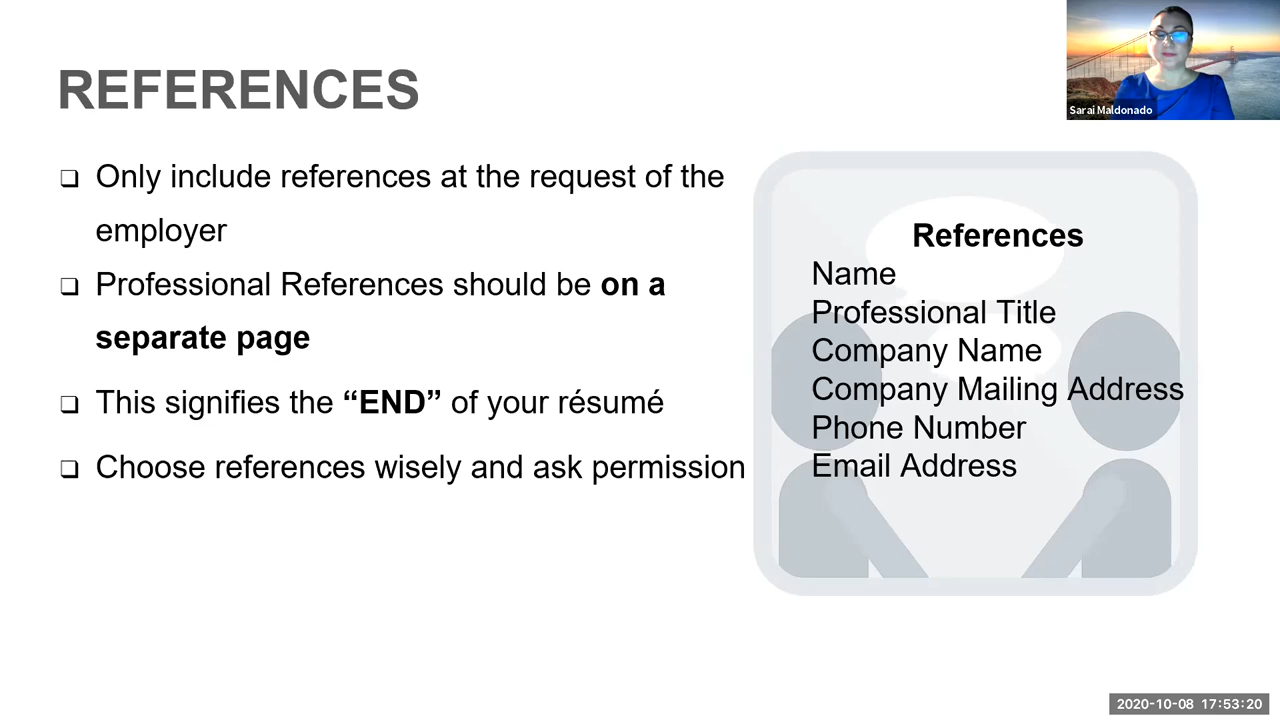 REFERENCES
Sarai Maldonado
❑ Only include references at the request of the
employer
❑ Professional References should be on a
separate page
❑ This signifies the “END” of your résumé
❑ Choose references wisely and ask permission
References
Name
Professional Title
Company Name
Company Mailing Address
Phone Number
Email Address
2020-10-08 17:53:20